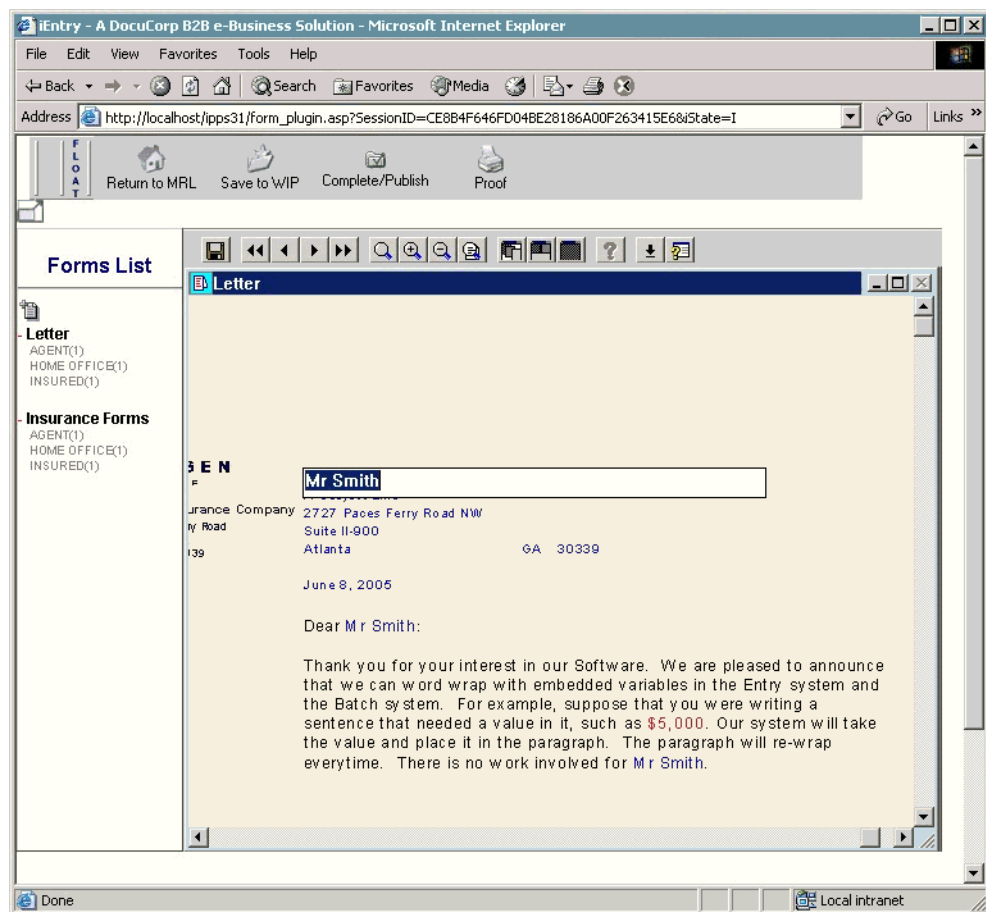 iEntry - A DocuCorp B2B e-Business Solution - Microsoft Internet Explorer
File Edit View Favorites Tools Help
Back Search Favorites Media
Address http://localhost/ipps31/form_plugin.asp?SessionID=CE8B4F646FD04BE28186A00F263415E6&iState=I Go Links »
FLOAT
Return to MRL Save to WIP Complete/Publish Proof
Forms List
Letter
- Letter
AGENT(1)
HOME OFFICE(1)
INSURED(1)
- Insurance Forms
AGENT(1)
HOME OFFICE(1)
INSURED(1)
GEN
urance Company
Road
39
Mr Smith
2727 Paces Ferry Road NW
Suite II-900
Atlanta GA 30339
June 8, 2005
Dear Mr Smith:
Thank you for your interest in our Software. We are pleased to announce
that we can word wrap with embedded variables in the Entry system and
the Batch system. For example, suppose that you were writing a
sentence that needed a value in it, such as $5,000. Our system will take
the value and place it in the paragraph. The paragraph will re-wrap
everytime. There is no work involved for Mr Smith.
Done Local intranet